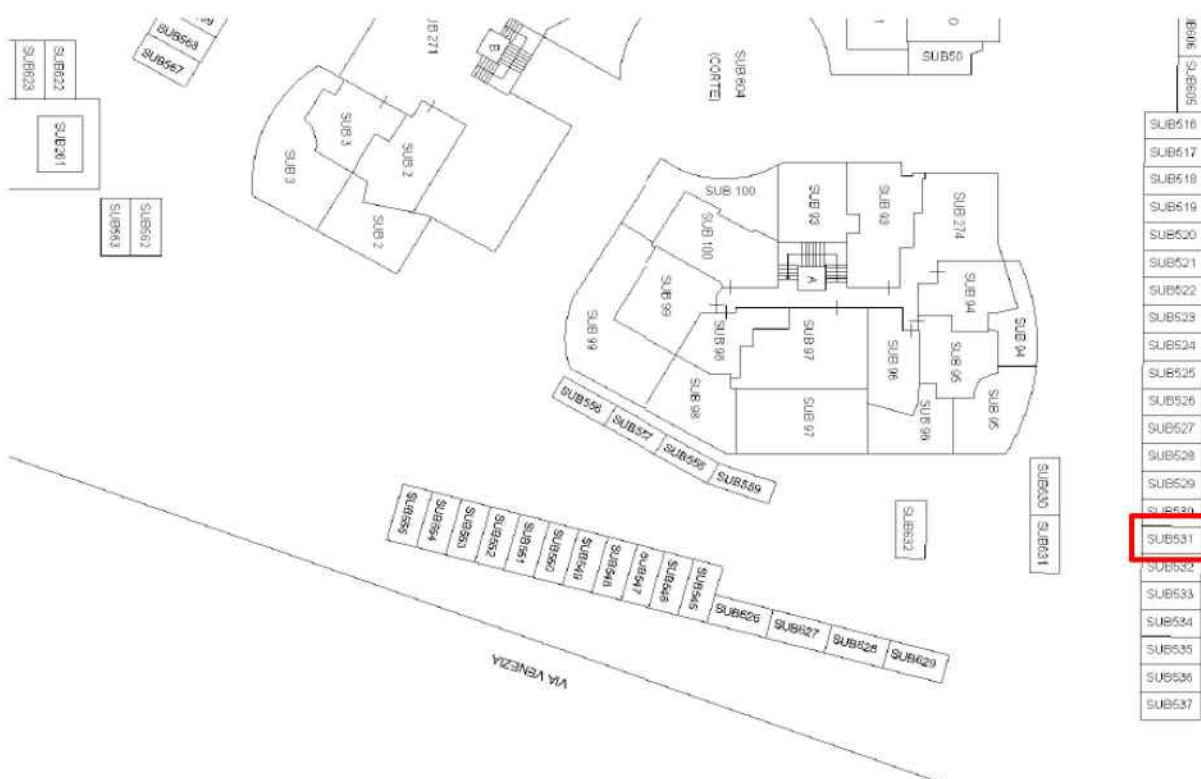 SUB568
SUB567
SUB623
SUB622
SUB261
SUB563
SUB562
B
SUB 3
SUB 3
SUB 2
SUB 2
SUB 604
(CORTE)
SUB50
SUB 100
SUB 100
SUB 93
SUB 93
SUB 274
A
SUB 99
SUB 99
SUB 94
SUB 94
SUB 98
SUB 98
SUB 97
SUB 97
SUB 96
SUB 96
SUB 95
SUB 95
SUB556
SUB557
SUB558
SUB559
SUB555
SUB554
SUB553
SUB552
SUB551
SUB550
SUB549
SUB548
SUB547
SUB546
SUB545
SUB626
SUB627
SUB628
SUB629
SUB632
SUB630
SUB631
VIA VENEZIA
SUB605
SUB516
SUB517
SUB518
SUB519
SUB520
SUB521
SUB522
SUB523
SUB524
SUB525
SUB526
SUB527
SUB528
SUB529
SUB530
SUB531
SUB532
SUB533
SUB534
SUB535
SUB536
SUB537